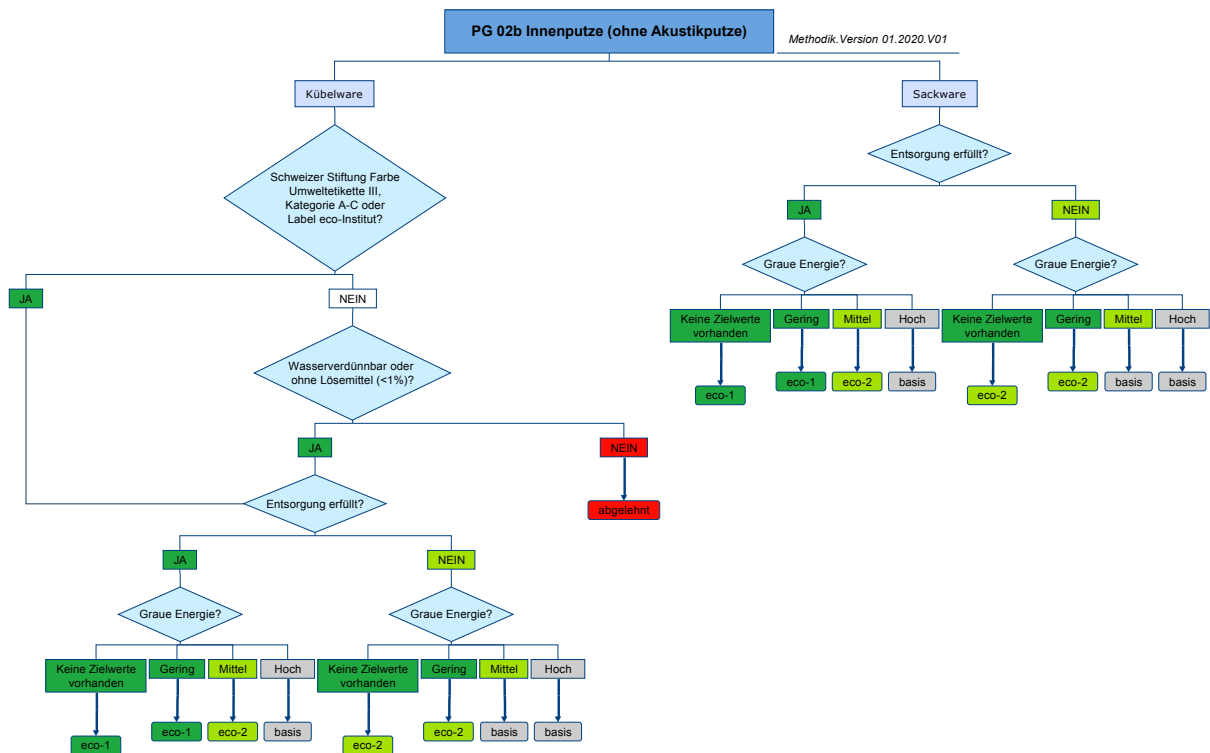 PG 02b Innenputze (ohne Akustikputze)
Methodik.Version 01.2020.V01
Kübelware
Sackware
Schweizer Stiftung Farbe
Umweltetikette III,
Kategorie A-C oder
Label eco-Institut?
Entsorgung erfüllt?
JA
NEIN
Graue Energie?
Graue Energie?
Keine Zielwerte
vorhanden
Gering
Mittel
Hoch
Keine Zielwerte
vorhanden
Gering
Mittel
Hoch
eco-1
eco-1
eco-2
basis
eco-2
eco-2
basis
basis
JA
NEIN
Wasserverdünnbar oder
ohne Lösemittel (<1%)?
JA
NEIN
Entsorgung erfüllt?
abgelehnt
JA
NEIN
Graue Energie?
Graue Energie?
Keine Zielwerte
vorhanden
Gering
Mittel
Hoch
Keine Zielwerte
vorhanden
Gering
Mittel
Hoch
eco-1
eco-1
eco-2
basis
eco-2
eco-2
basis
basis